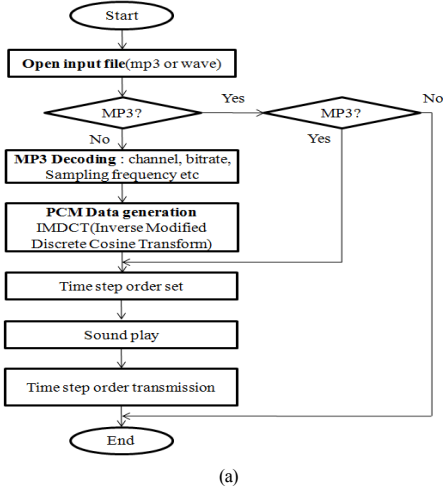 Start
Open input file(mp3 or wave)
MP3?
Yes
MP3?
No
No
Yes
MP3 Decoding : channel, bitrate,
Sampling frequency etc
PCM Data generation
IMDCT(Inverse Modified
Discrete Cosine Transform)
Time step order set
Sound play
Time step order transmission
End
(a)